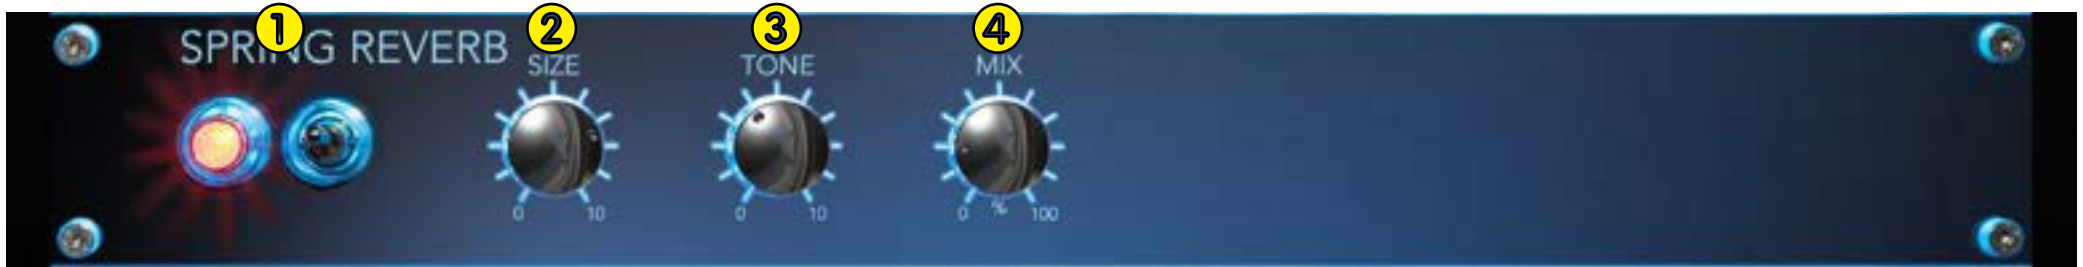 1 2 3 4
SPRING REVERB
SIZE TONE MIX
0 10 0 10 0 % 100